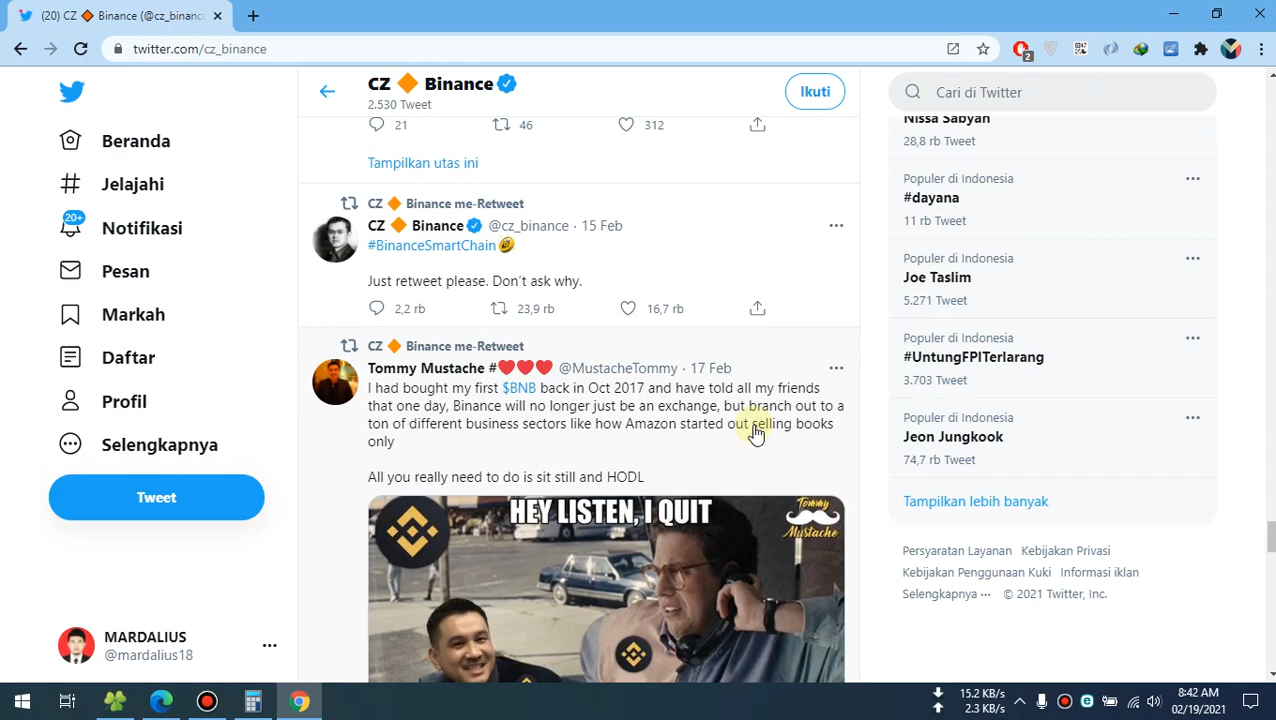 (20) CZ 🔶 Binance (@cz_binanc
twitter.com/cz_binance
2
CZ 🔶 Binance
2.530 Tweet
Ikuti
Cari di Twitter
Beranda
Jelajahi
20+
Notifikasi
Pesan
Markah
Daftar
Profil
Selengkapnya
Tweet
MARDALIUS
@mardalius18
21 46 312
Tampilkan utas ini
CZ 🔶 Binance me-Retweet
CZ 🔶 Binance @cz_binance · 15 Feb
#BinanceSmartChain
Just retweet please. Don't ask why.
2,2 rb 23,9 rb 16,7 rb
CZ 🔶 Binance me-Retweet
Tommy Mustache #❤️❤️❤️ @MustacheTommy · 17 Feb
I had bought my first $BNB back in Oct 2017 and have told all my friends
that one day, Binance will no longer just be an exchange, but branch out to a
ton of different business sectors like how Amazon started out selling books
only
All you really need to do is sit still and HODL
HEY LISTEN, I QUIT
Tommy
Mustache
Nissa Sabyan
28,8 rb Tweet
Populer di Indonesia
#dayana
11 rb Tweet
Populer di Indonesia
Joe Taslim
5.271 Tweet
Populer di Indonesia
#UntungFPITerlarang
3.703 Tweet
Populer di Indonesia
Jeon Jungkook
74,7 rb Tweet
Tampilkan lebih banyak
Persyaratan Layanan Kebijakan Privasi
Kebijakan Penggunaan Kuki Informasi iklan
Selengkapnya ··· © 2021 Twitter, Inc.
15.2 KB/s
2.3 KB/s
8:42 AM
02/19/2021